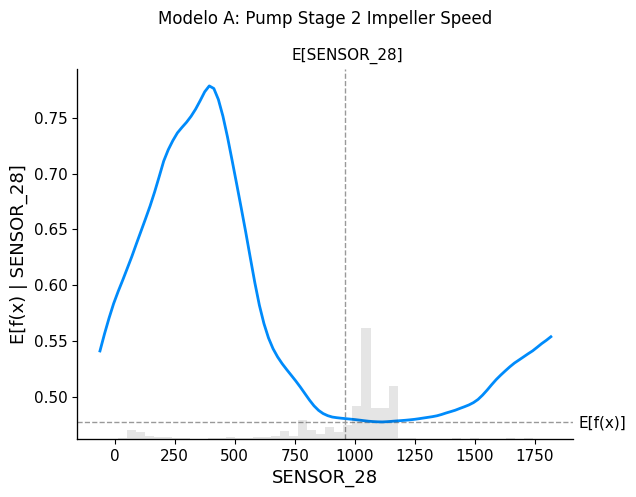 Modelo A: Pump Stage 2 Impeller Speed
E[SENSOR_28]
0.75
0.70
0.65
0.60
0.55
0.50
E[f(x) | SENSOR_28]
E[f(x)]
0 250 500 750 1000 1250 1500 1750
SENSOR_28